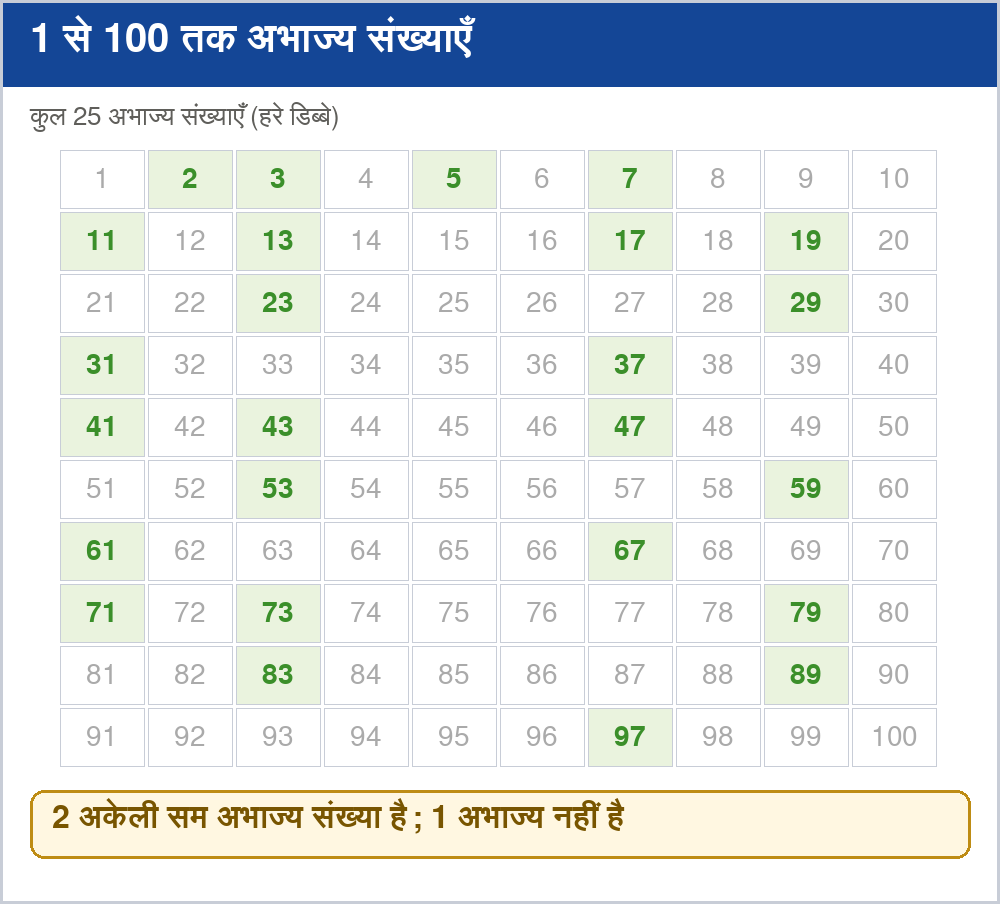 1 से 100 तक अभाज्य संख्याएँ
कुल 25 अभाज्य संख्याएँ (हरे डिब्बे)
1 2 3 4 5 6 7 8 9 10
11 12 13 14 15 16 17 18 19 20
21 22 23 24 25 26 27 28 29 30
31 32 33 34 35 36 37 38 39 40
41 42 43 44 45 46 47 48 49 50
51 52 53 54 55 56 57 58 59 60
61 62 63 64 65 66 67 68 69 70
71 72 73 74 75 76 77 78 79 80
81 82 83 84 85 86 87 88 89 90
91 92 93 94 95 96 97 98 99 100
2 अकेली सम अभाज्य संख्या है ; 1 अभाज्य नहीं है